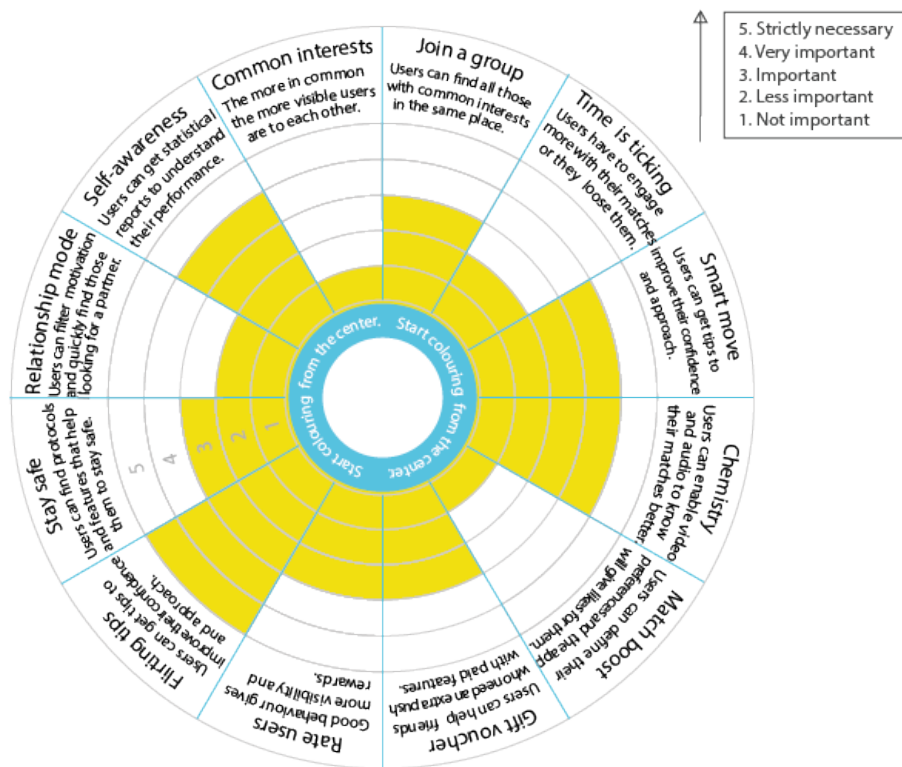 5. Strictly necessary
4. Very important
3. Important
2. Less important
1. Not important
Common interests
The more in common
the more visible users
are to each other.
Join a group
Users can find all those
with common interests
in the same place.
Time is ticking
Users have to engage
more with their matches
or they loose them.
Smart move
Users can get tips to
improve their confidence
and approach.
Chemistry
Users can enable video
and audio to know
their matches better.
Match boost
Users can define their
preferences and the app
will give likes for them.
Gift voucher
Users can help friends
who need an extra push
with paid features.
Rate users
Good behaviour gives
more visibility and
rewards.
Flirting tips
Users can get tips to
improve their confidence
and approach.
Stay safe
Users can find protocols
and features that help
them to stay safe.
Relationship mode
Users can filter motivation
and quickly find those
looking for a partner.
Self-awareness
Users can get statistical
reports to understand
their performance.
Start colouring from the center.
Start colouring from the center.
5 4 3 2 1